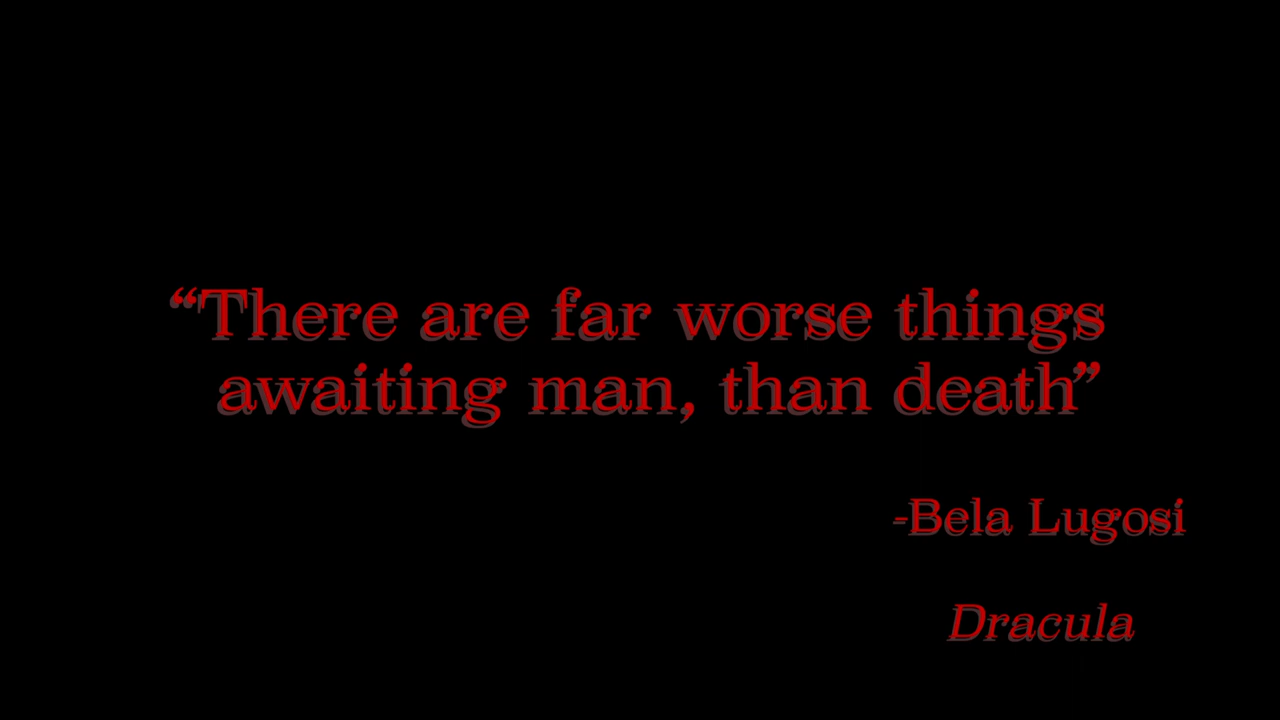 “There are far worse things
awaiting man, than death”
-Bela Lugosi
Dracula